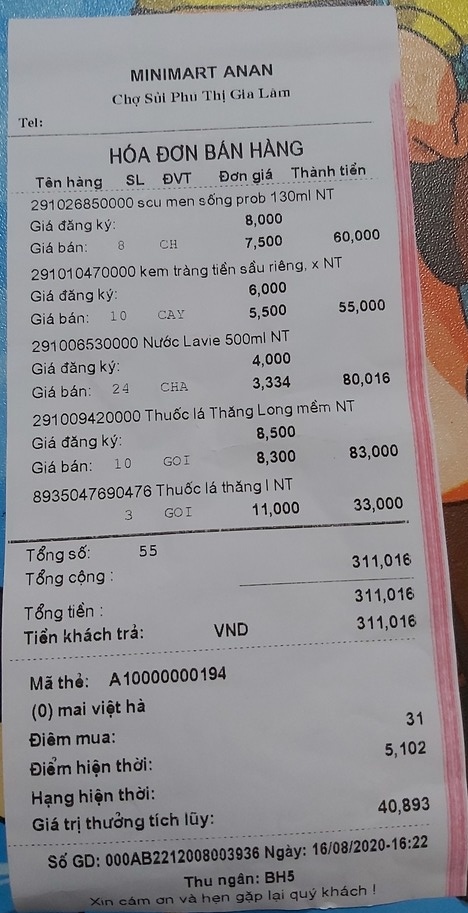 MINIMART ANAN
Chợ Sủi Phu Thị Gia Lâm
Tel:
HÓA ĐƠN BÁN HÀNG
Tên hàng SL ĐVT Đơn giá Thành tiền
291026850000 scu men sống prob 130ml NT
Giá đăng ký: 8,000
Giá bán: 8 CH 7,500 60,000
291010470000 kem tràng tiền sầu riêng, x NT
Giá đăng ký: 6,000
Giá bán: 10 CAY 5,500 55,000
291006530000 Nước Lavie 500ml NT
Giá đăng ký: 4,000
Giá bán: 24 CHA 3,334 80,016
291009420000 Thuốc lá Thăng Long mềm NT
Giá đăng ký: 8,500
Giá bán: 10 GOI 8,300 83,000
8935047690476 Thuốc lá thăng l NT
3 GOI 11,000 33,000
Tổng số: 55
Tổng cộng : 311,016
Tổng tiền : 311,016
Tiền khách trả: VND 311,016
Mã thẻ: A10000000194
(0) mai việt hà
Điểm mua: 31
Điểm hiện thời: 5,102
Hạng hiện thời:
Giá trị thưởng tích lũy: 40,893
Số GD: 000AB2212008003936 Ngày: 16/08/2020-16:22
Thu ngân: BH5
Xin cám ơn và hẹn gặp lại quý khách !